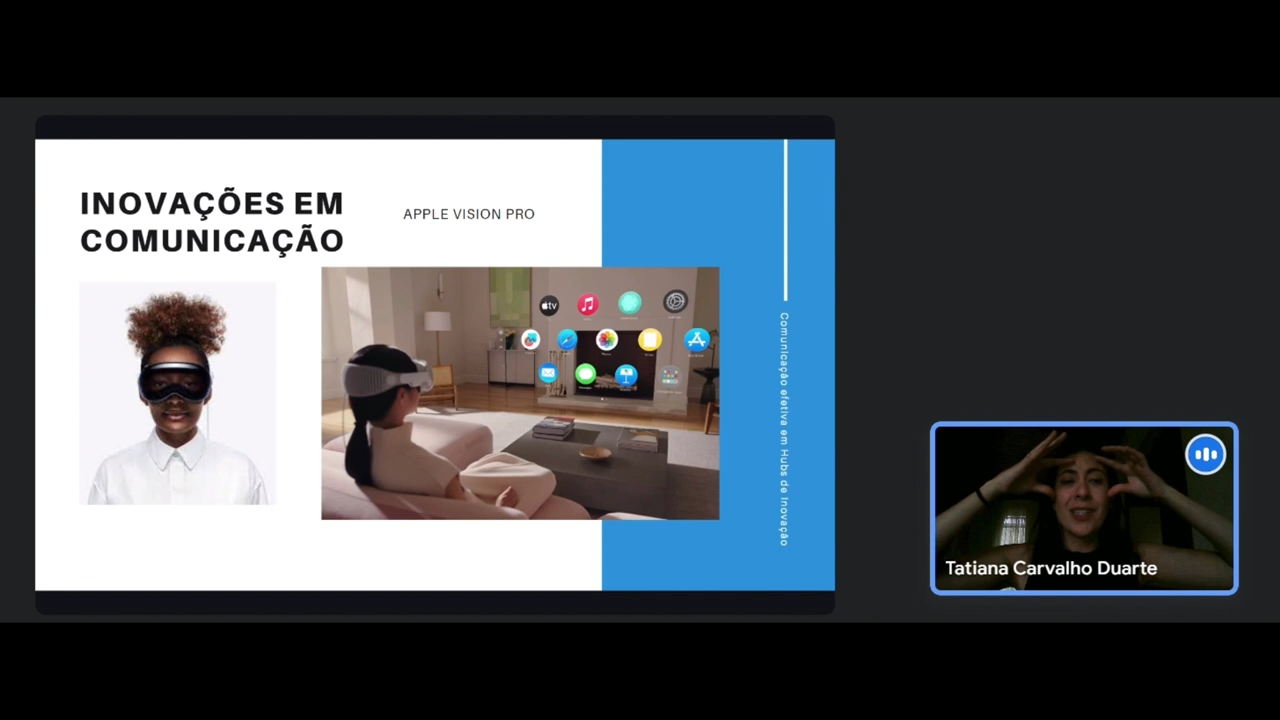 INOVAÇÕES EM
COMUNICAÇÃO
APPLE VISION PRO
tv
Comunicação efetiva em Hubs de Inovação
Tatiana Carvalho Duarte